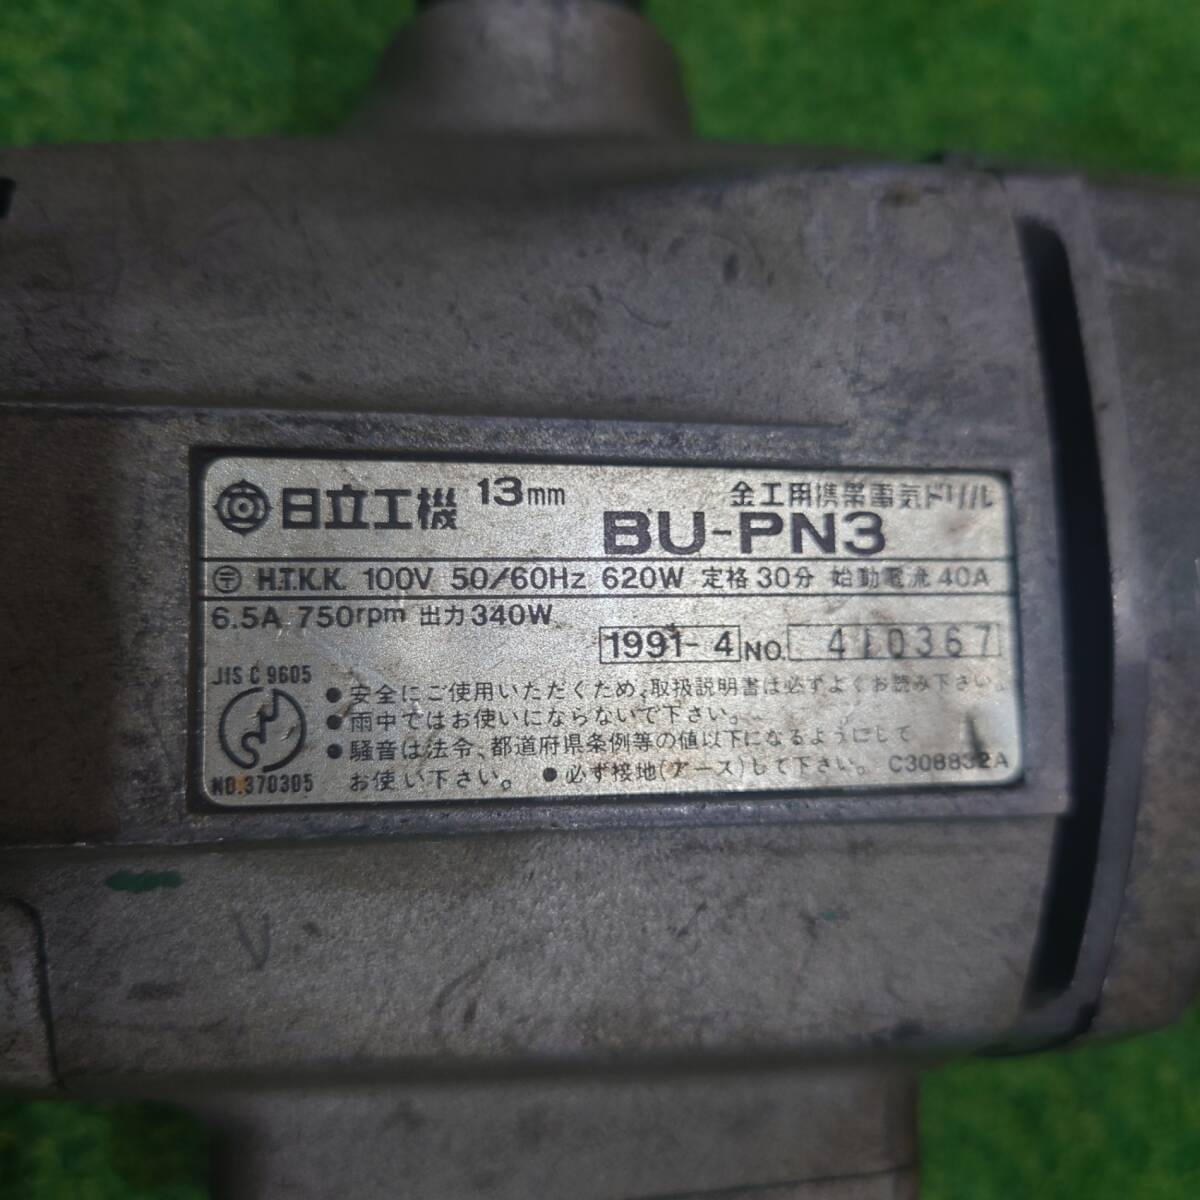 日立工機 13mm 金工用携帯電気ドリル
BU-PN3
〒 H.T.K.K. 100V 50/60Hz 620W 定格30分 始動電流40A
6.5A 750rpm 出力340W
1991-4 NO. 410367
JIS C 9605
NO.370305
●安全にご使用いただくため、取扱説明書は必ずよくお読み下さい。
●雨中ではお使いにならないで下さい。
●騒音は法令、都道府県条例等の値以下になるようにして
お使い下さい。 ●必ず接地(アース)して下さい。 C308832A